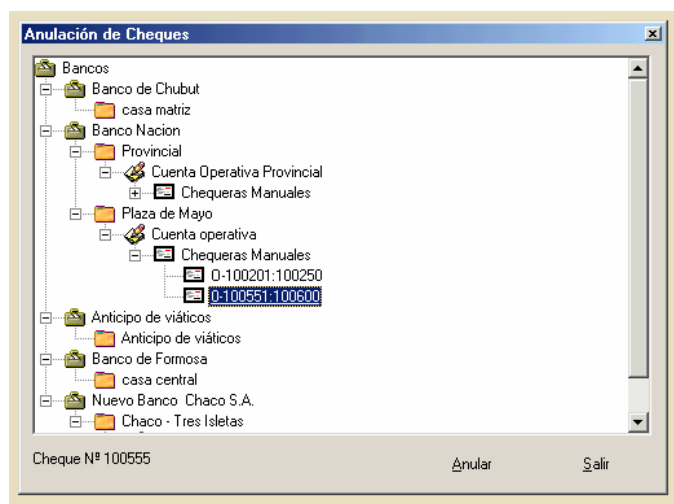 Anulación de Cheques
Bancos
Banco de Chubut
casa matriz
Banco Nacion
Provincial
Cuenta Operativa Provincial
Chequeras Manuales
Plaza de Mayo
Cuenta operativa
Chequeras Manuales
O-100201:100250
0-100551:100600
Anticipo de viáticos
Anticipo de viáticos
Banco de Formosa
casa central
Nuevo Banco Chaco S.A.
Chaco - Tres Isletas
Cheque Nº 100555
Anular
Salir